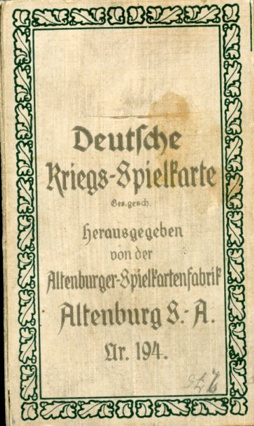 Deutsche
Kriegs-Spielkarte
Ges. gesch.
Herausgegeben
von der
Altenburger-Spielkartenfabrik
Altenburg S.-A.
Nr. 194.